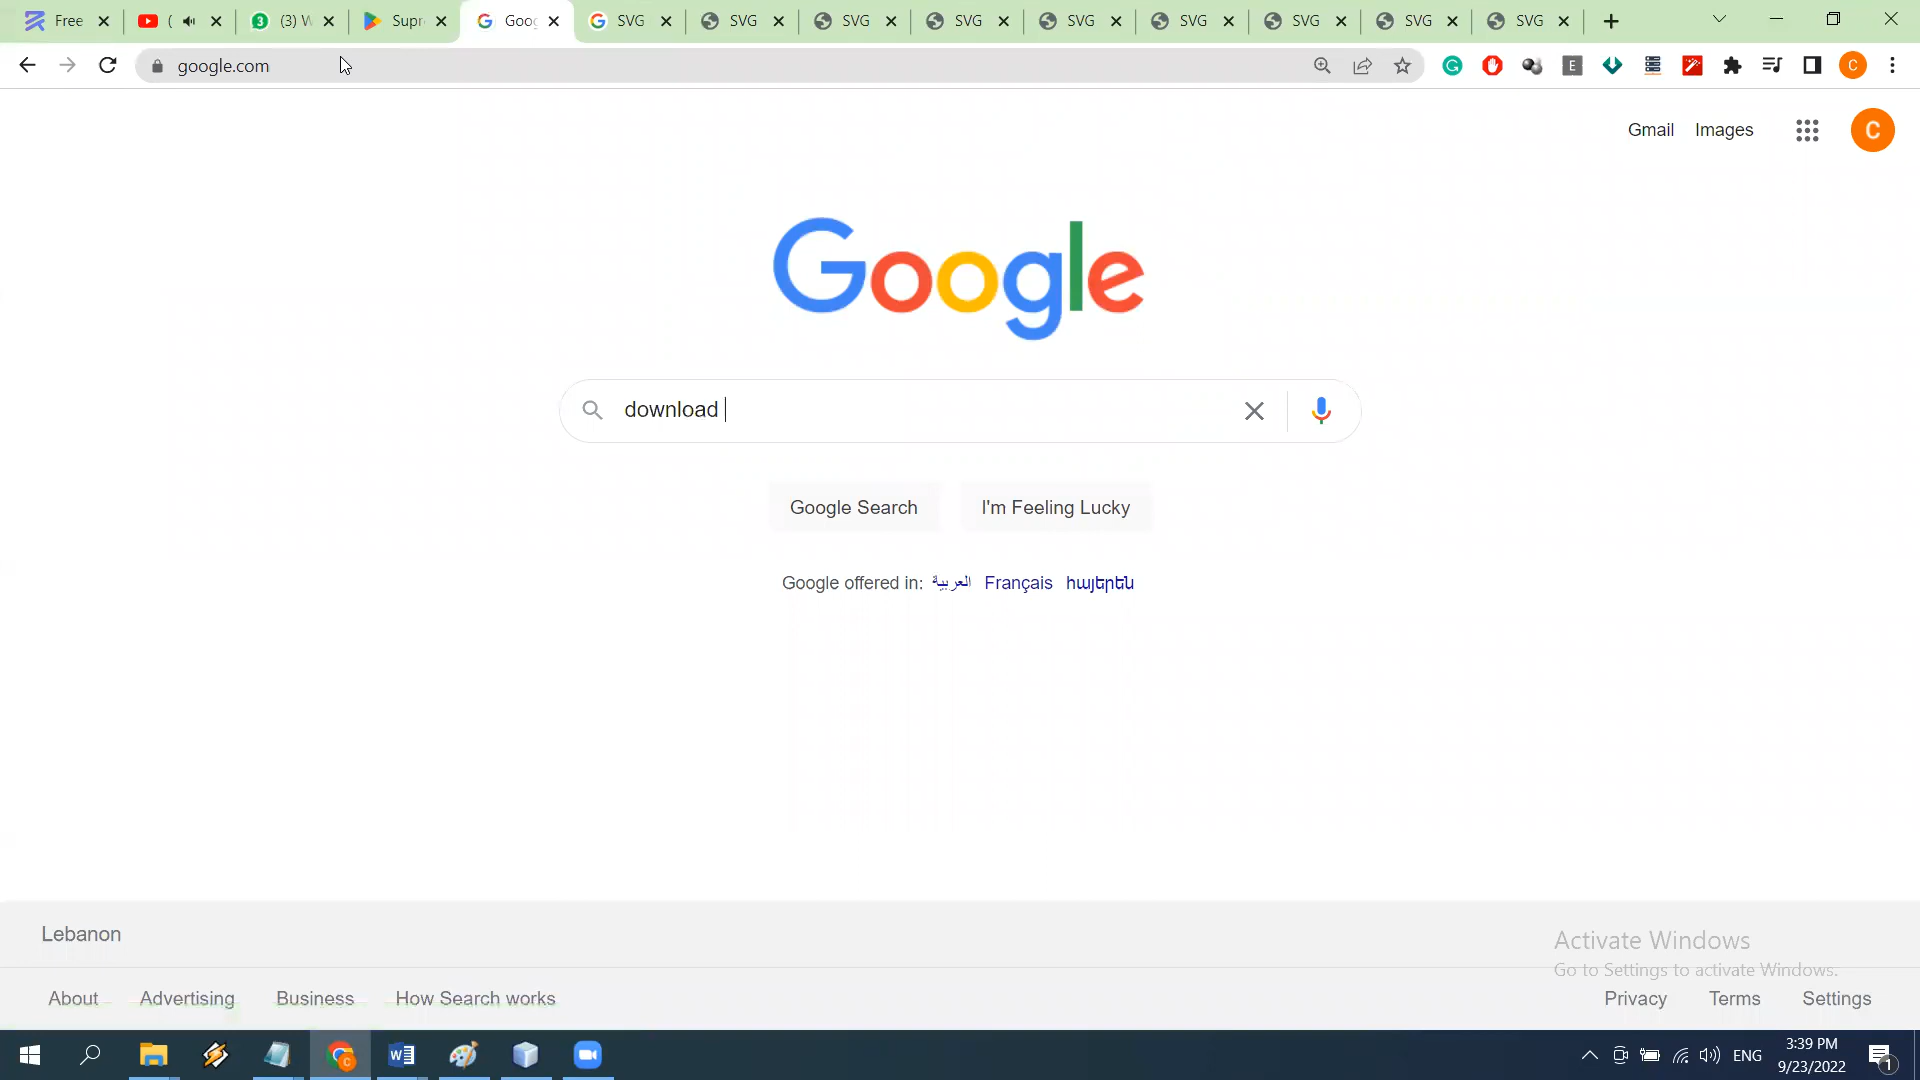 Free
(
(3) W
Supr
Goog
SVG
SVG
SVG
SVG
SVG
SVG
SVG
SVG
SVG
google.com
E
C
Gmail
Images
C
Google
download
Google Search
I'm Feeling Lucky
Google offered in: العربية Français հայերեն
Lebanon
Activate Windows
Go to Settings to activate Windows.
About
Advertising
Business
How Search works
Privacy
Terms
Settings
ENG
3:39 PM
9/23/2022
1